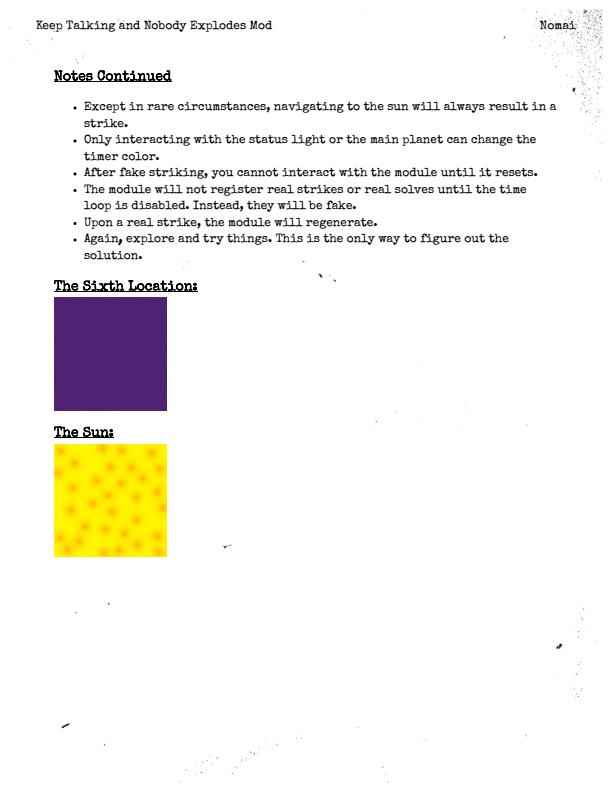 Keep Talking and Nobody Explodes Mod
Nomai
Notes Continued
• Except in rare circumstances, navigating to the sun will always result in a
strike.
• Only interacting with the status light or the main planet can change the
timer color.
• After fake striking, you cannot interact with the module until it resets.
• The module will not register real strikes or real solves until the time
loop is disabled. Instead, they will be fake.
• Upon a real strike, the module will regenerate.
• Again, explore and try things. This is the only way to figure out the
solution.
The Sixth Location:
The Sun: